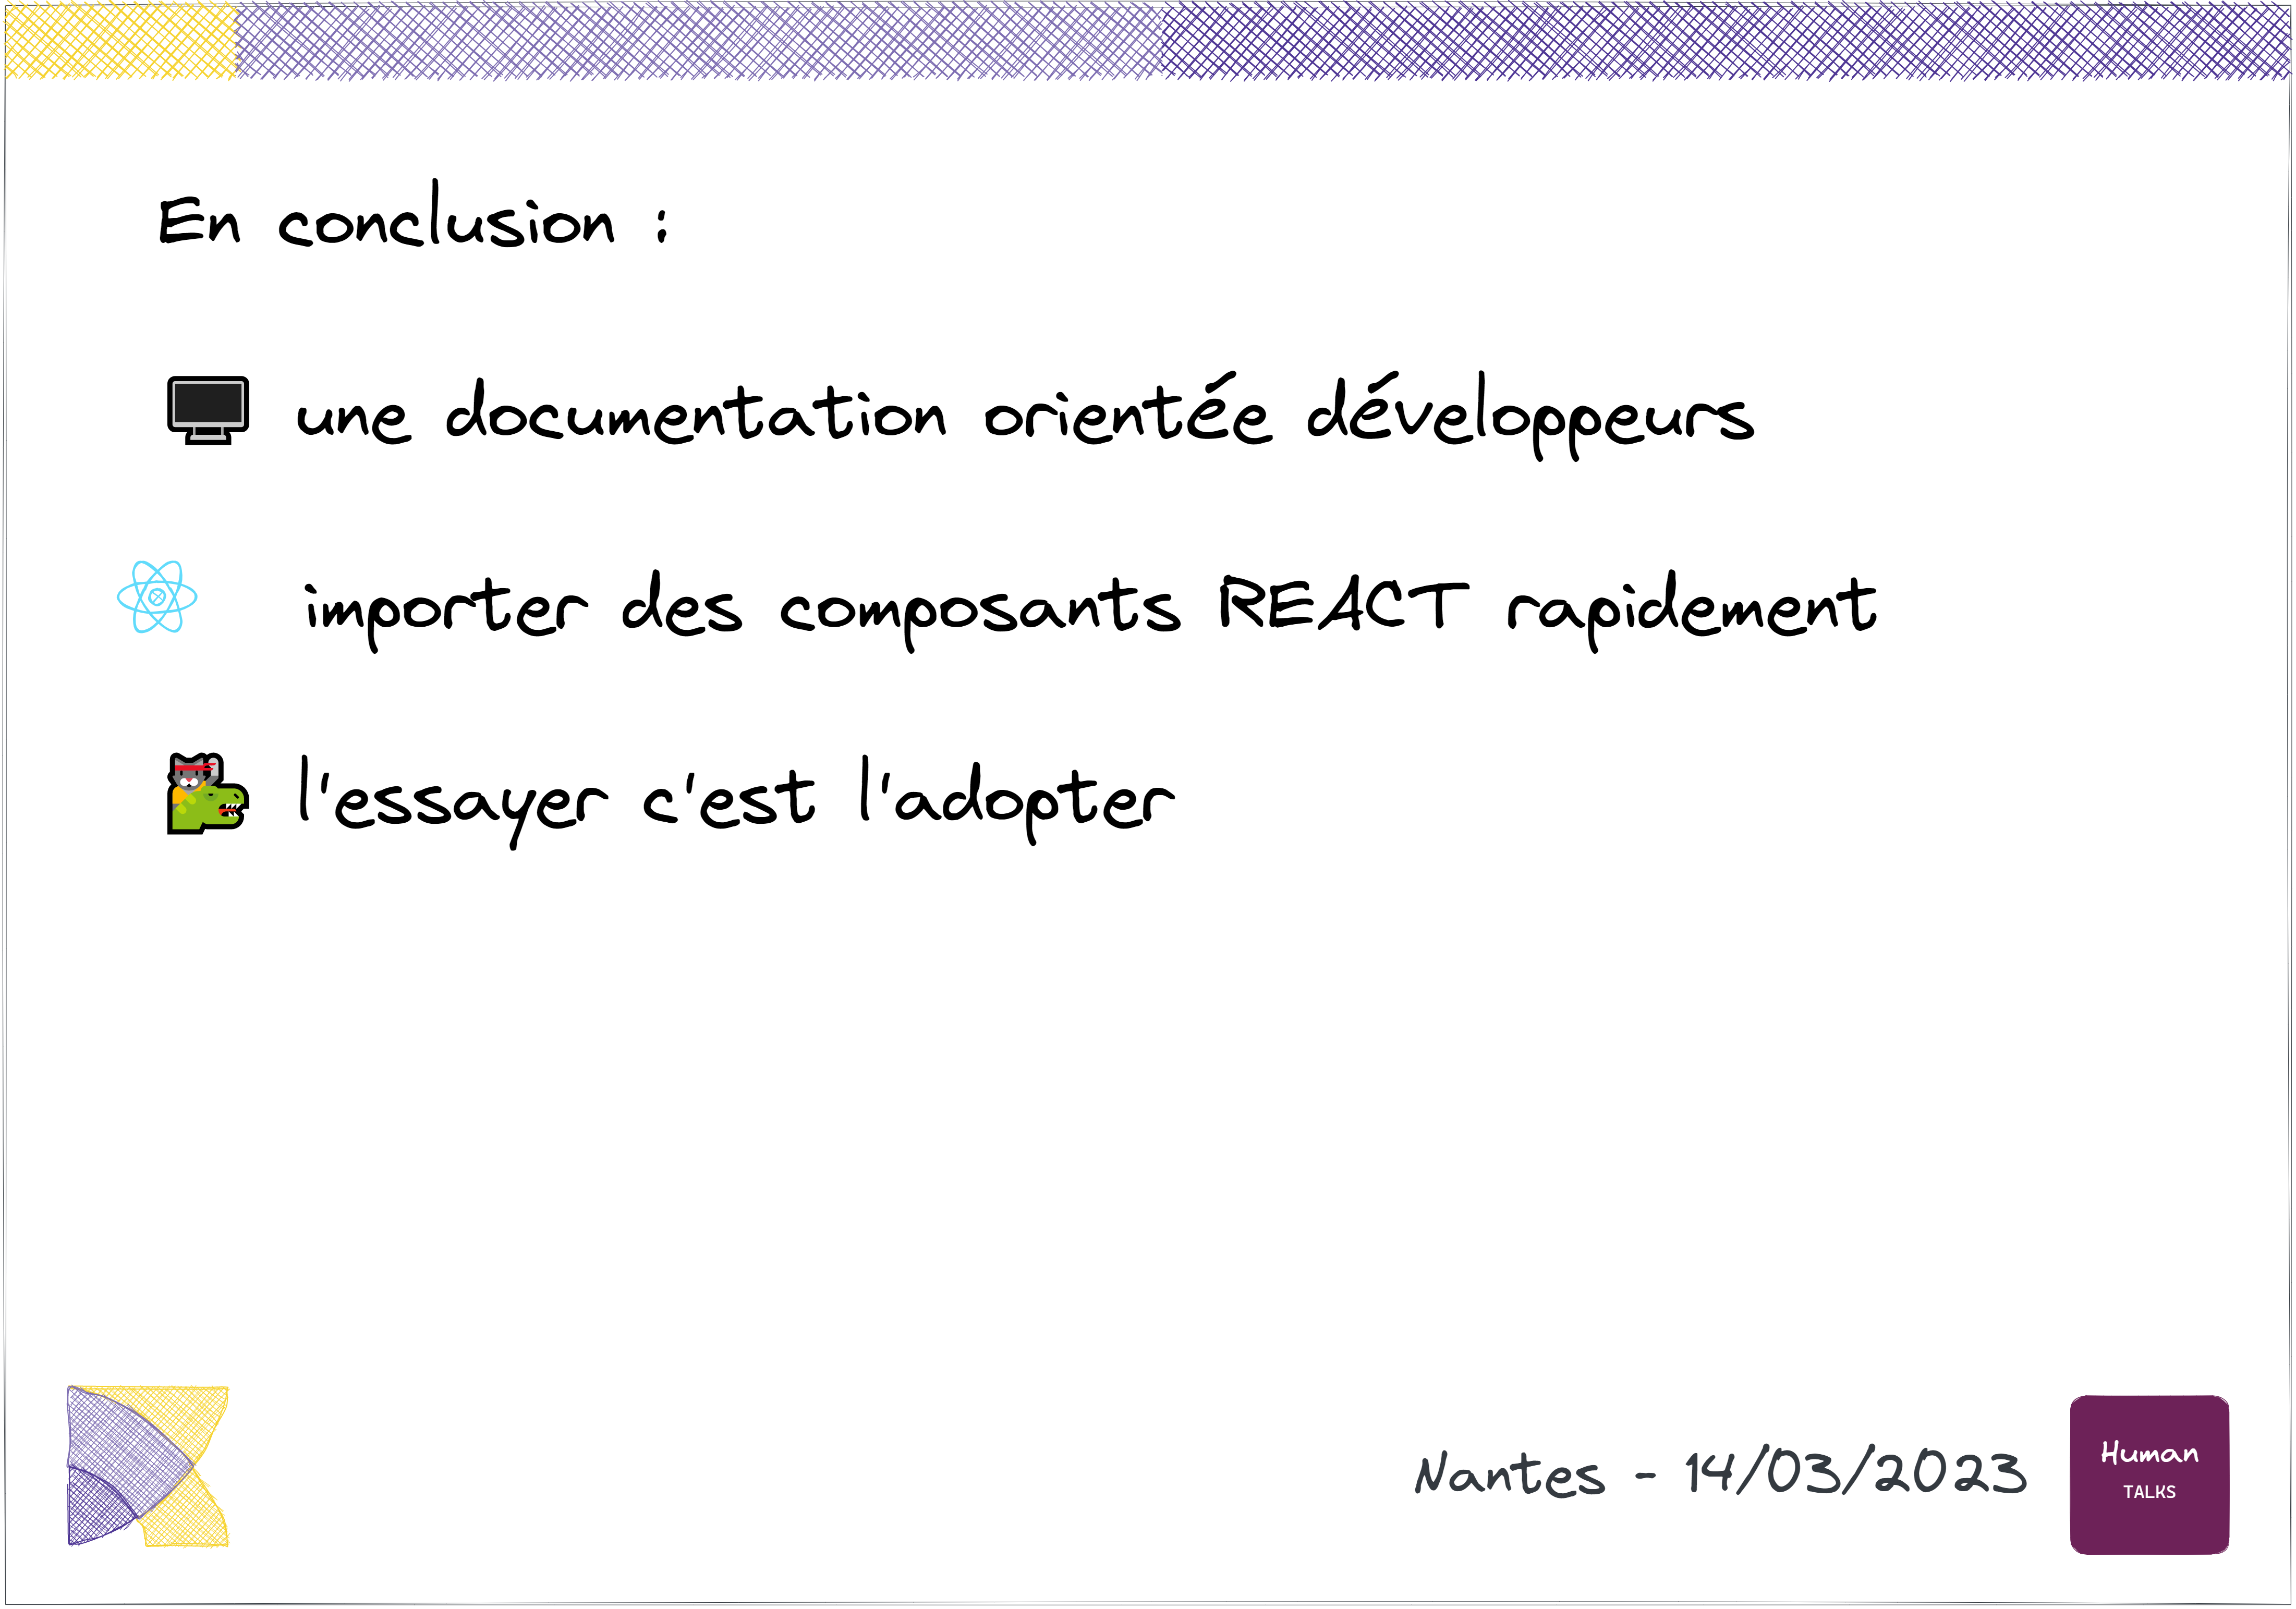 En conclusion :
une documentation orientée développeurs
importer des composants REACT rapidement
l'essayer c'est l'adopter
Nantes - 14/03/2023
Human
TALKS